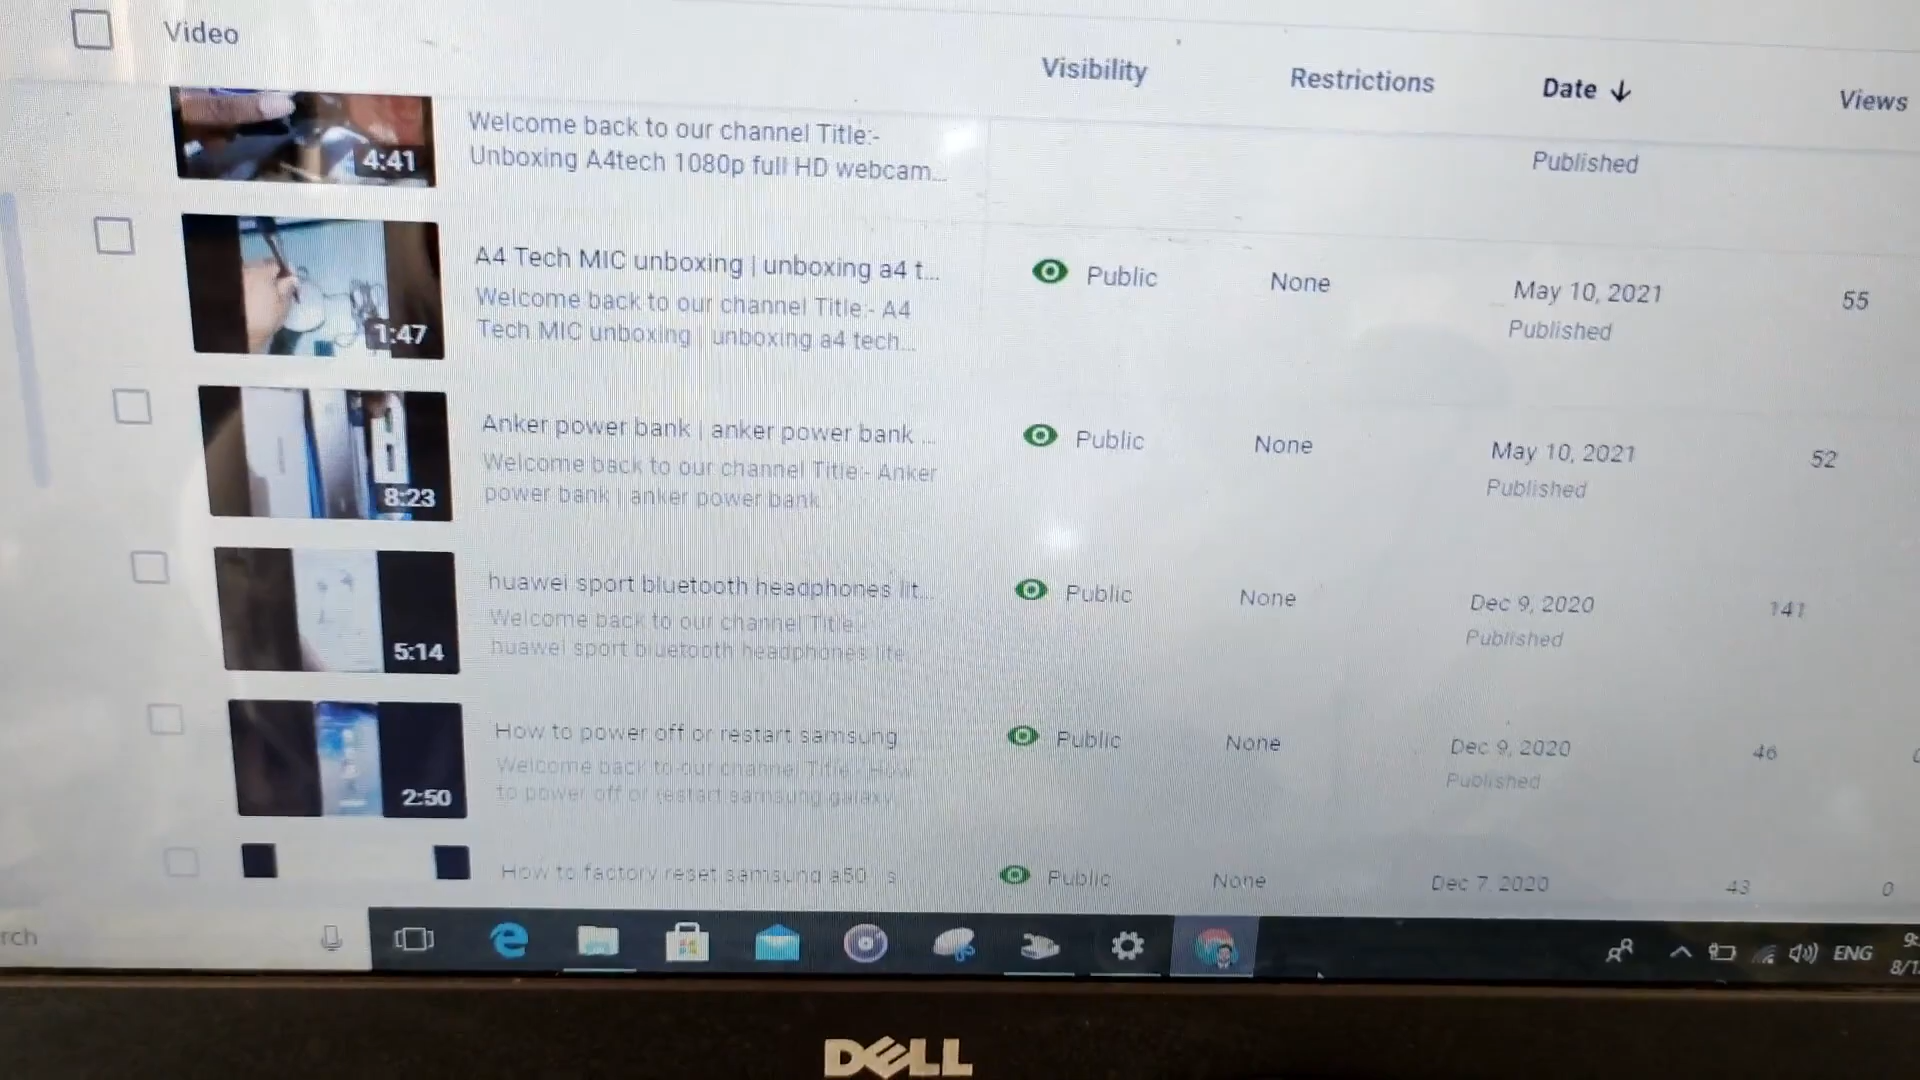 Video
Visibility
Restrictions
Date
Views
Welcome back to our channel Title:-
Unboxing A4tech 1080p full HD webcam...
4:41
Published
A4 Tech MIC unboxing | unboxing a4 t...
Welcome back to our channel Title:- A4
Tech MIC unboxing | unboxing a4 tech...
1:47
Public
None
May 10, 2021
Published
55
Anker power bank | anker power bank ...
Welcome back to our channel Title:- Anker
power bank | anker power bank
8:23
Public
None
May 10, 2021
Published
52
huawei sport bluetooth headphones lit...
Welcome back to our channel Title:-
huawei sport bluetooth headphones lite
5:14
Public
None
Dec 9, 2020
Published
141
How to power off or restart samsung
Welcome back to our channel Title:- How
to power off or restart samsung galaxy
2:50
Public
None
Dec 9, 2020
Published
46
How to factory reset samsung a50 s
Public
None
Dec 7, 2020
43
0
rch
ENG
9:
8/1
DELL